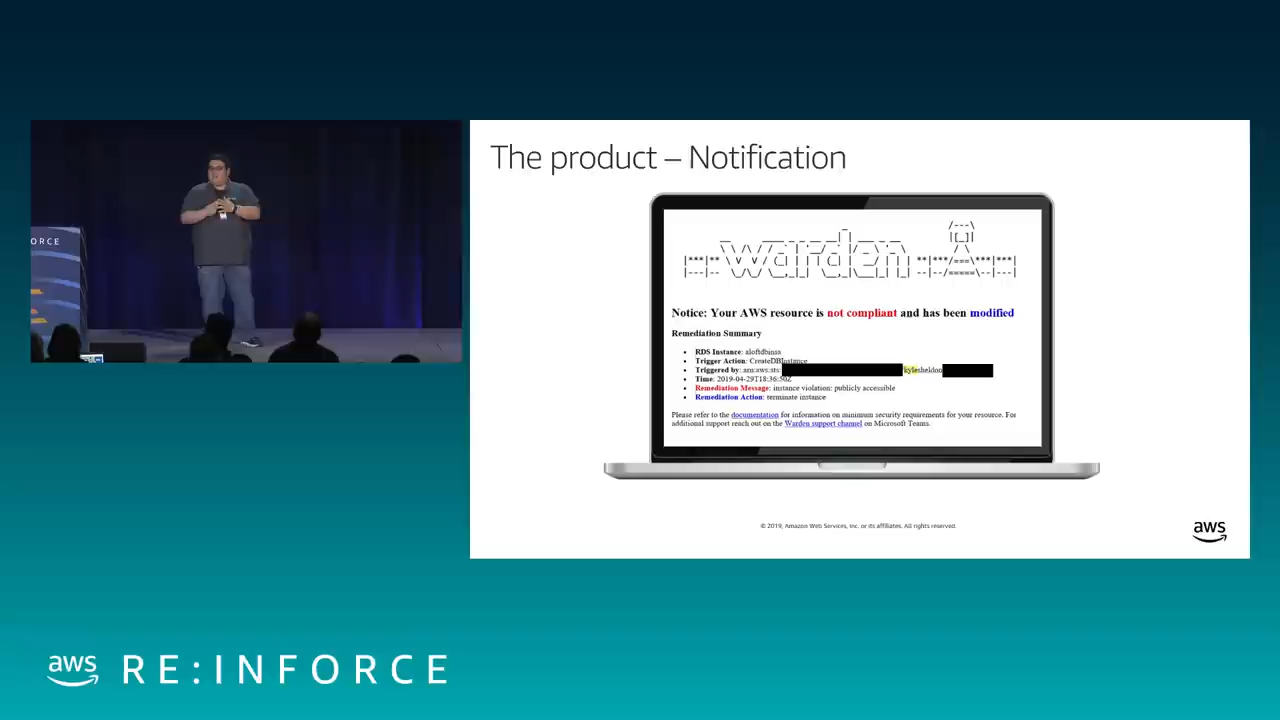 ORCE
The product – Notification
Notice: Your AWS resource is not compliant and has been modified
Remediation Summary
• RDS Instance: aloftdbinsa
• Trigger Action: CreateDBInstance
• Triggered by: arn:aws:sts: kylesheldon
• Time: 2019-04-29T18:36:50Z
• Remediation Message: instance violation: publicly accessible
• Remediation Action: terminate instance
Please refer to the documentation for information on minimum security requirements for your resource. For
additional support reach out on the Warden support channel on Microsoft Teams.
© 2019, Amazon Web Services, Inc. or its affiliates. All rights reserved.
aws
aws RE:INFORCE